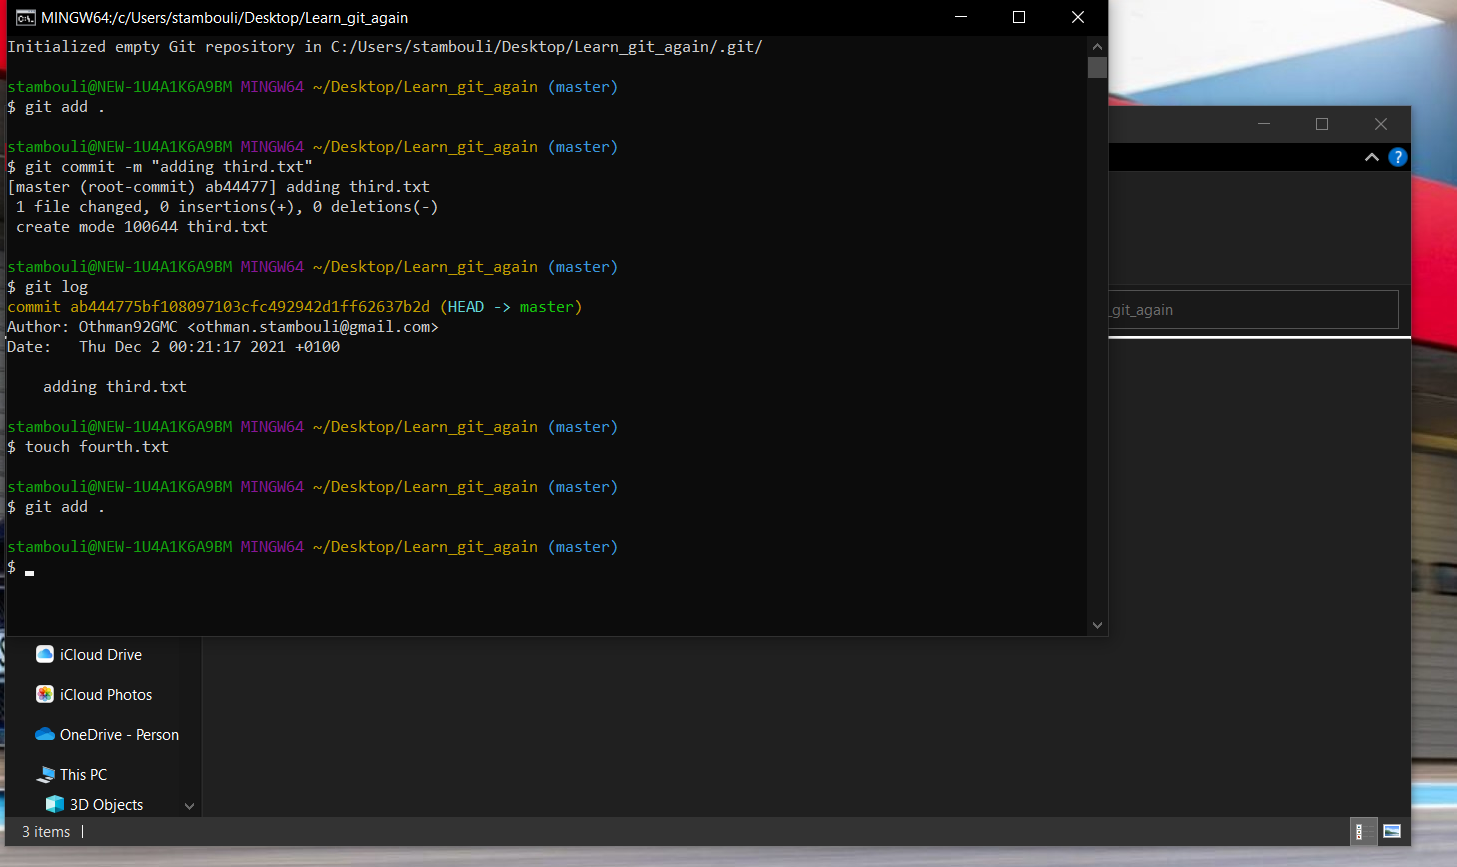 MINGW64:/c/Users/stambouli/Desktop/Learn_git_again
Initialized empty Git repository in C:/Users/stambouli/Desktop/Learn_git_again/.git/
stambouli@NEW-1U4A1K6A9BM MINGW64 ~/Desktop/Learn_git_again (master)
$ git add .
stambouli@NEW-1U4A1K6A9BM MINGW64 ~/Desktop/Learn_git_again (master)
$ git commit -m "adding third.txt"
[master (root-commit) ab44477] adding third.txt
 1 file changed, 0 insertions(+), 0 deletions(-)
 create mode 100644 third.txt
stambouli@NEW-1U4A1K6A9BM MINGW64 ~/Desktop/Learn_git_again (master)
$ git log
commit ab444775bf108097103cfc492942d1ff62637b2d (HEAD -> master)
Author: Othman92GMC <othman.stambouli@gmail.com>
Date:   Thu Dec 2 00:21:17 2021 +0100
    adding third.txt
stambouli@NEW-1U4A1K6A9BM MINGW64 ~/Desktop/Learn_git_again (master)
$ touch fourth.txt
stambouli@NEW-1U4A1K6A9BM MINGW64 ~/Desktop/Learn_git_again (master)
$ git add .
stambouli@NEW-1U4A1K6A9BM MINGW64 ~/Desktop/Learn_git_again (master)
$
_git_again
iCloud Drive
iCloud Photos
OneDrive - Person
This PC
3D Objects
3 items